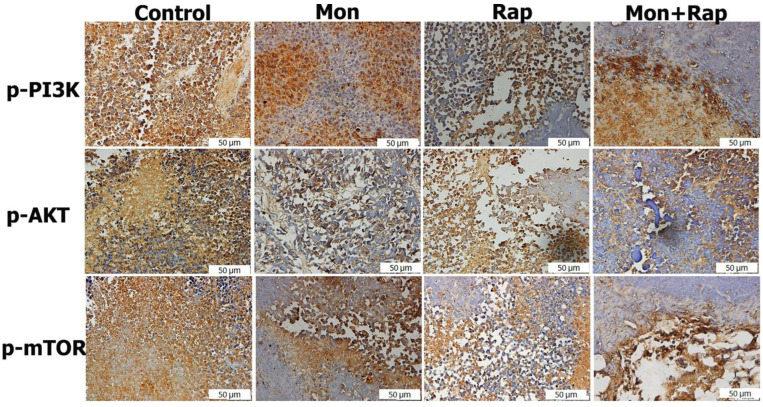 Control Mon Rap Mon+Rap
p-PI3K
50 µm 50 µm 50 µm 50 µm
p-AKT
50 µm 50 µm 50 µm 50 µm
p-mTOR
50 µm 50 µm 50 µm 50 µm